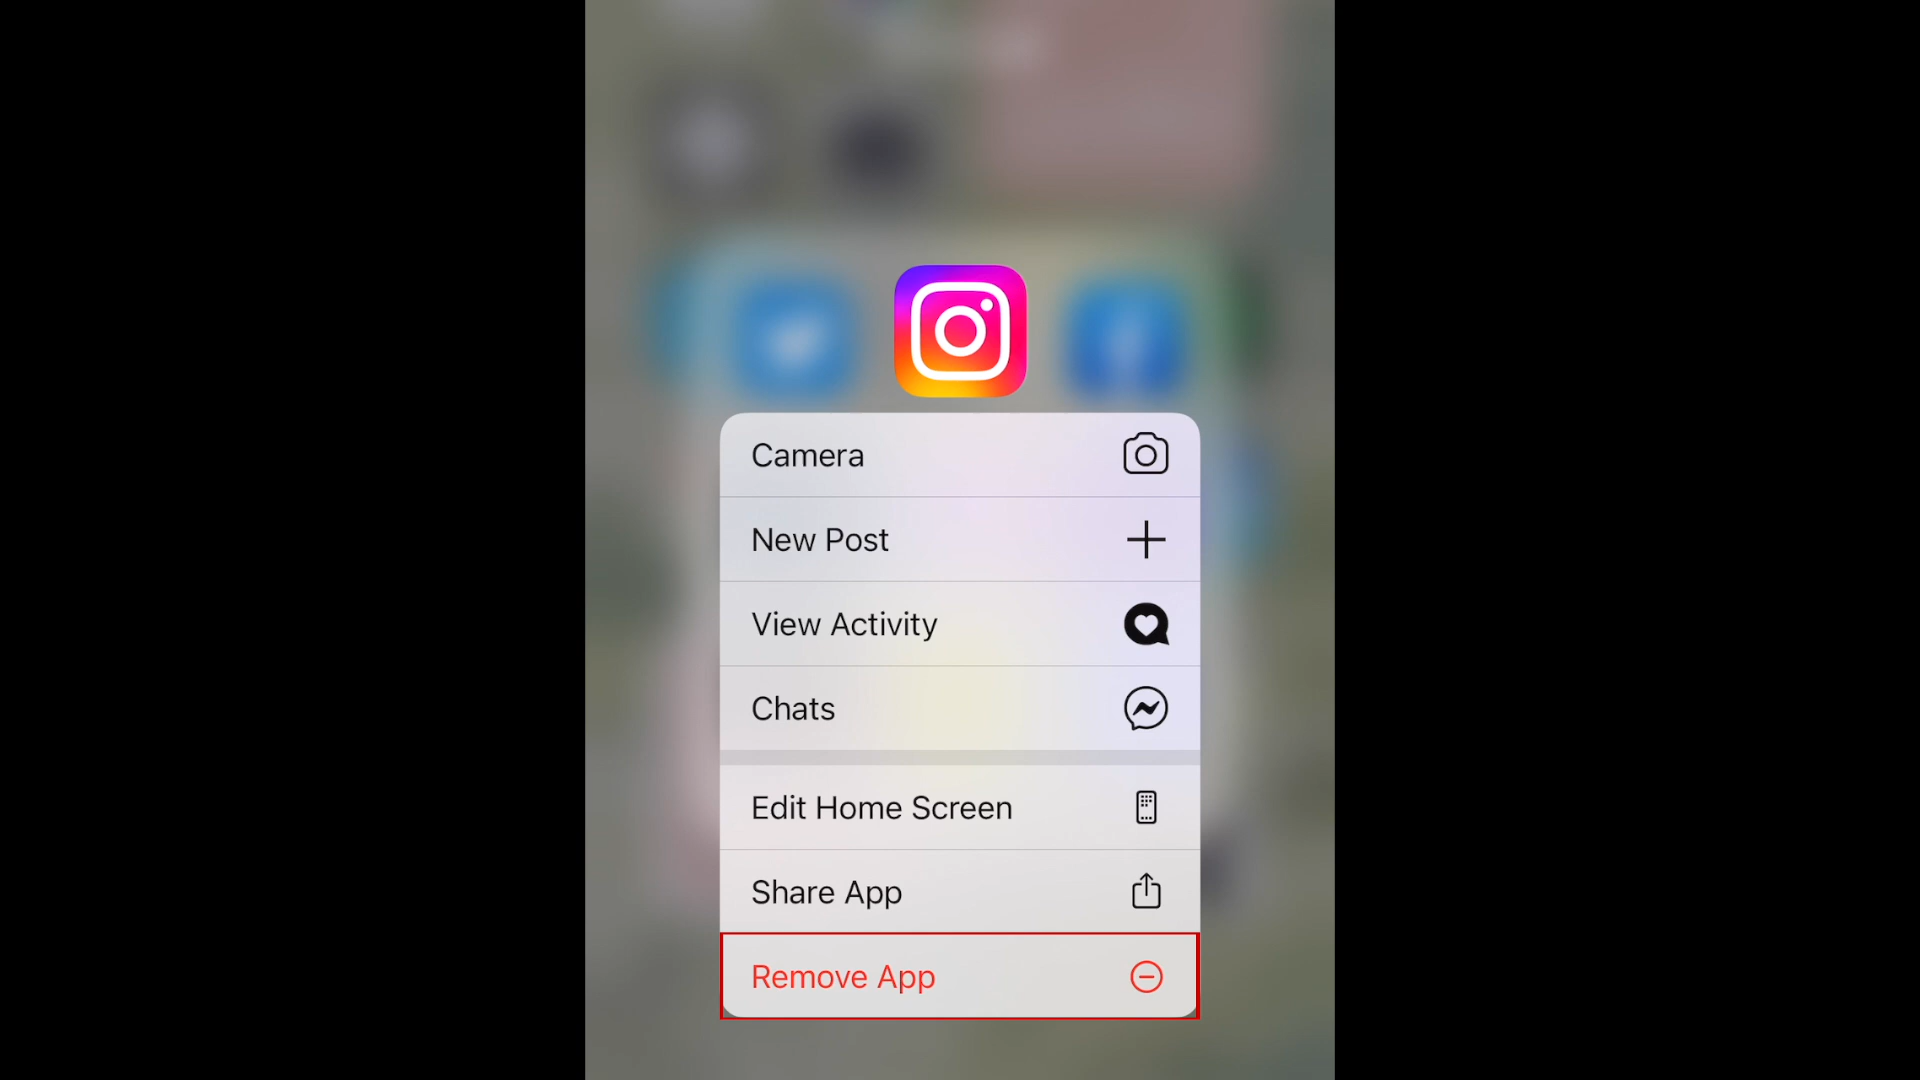 Camera
New Post
View Activity
Chats
Edit Home Screen
Share App
Remove App